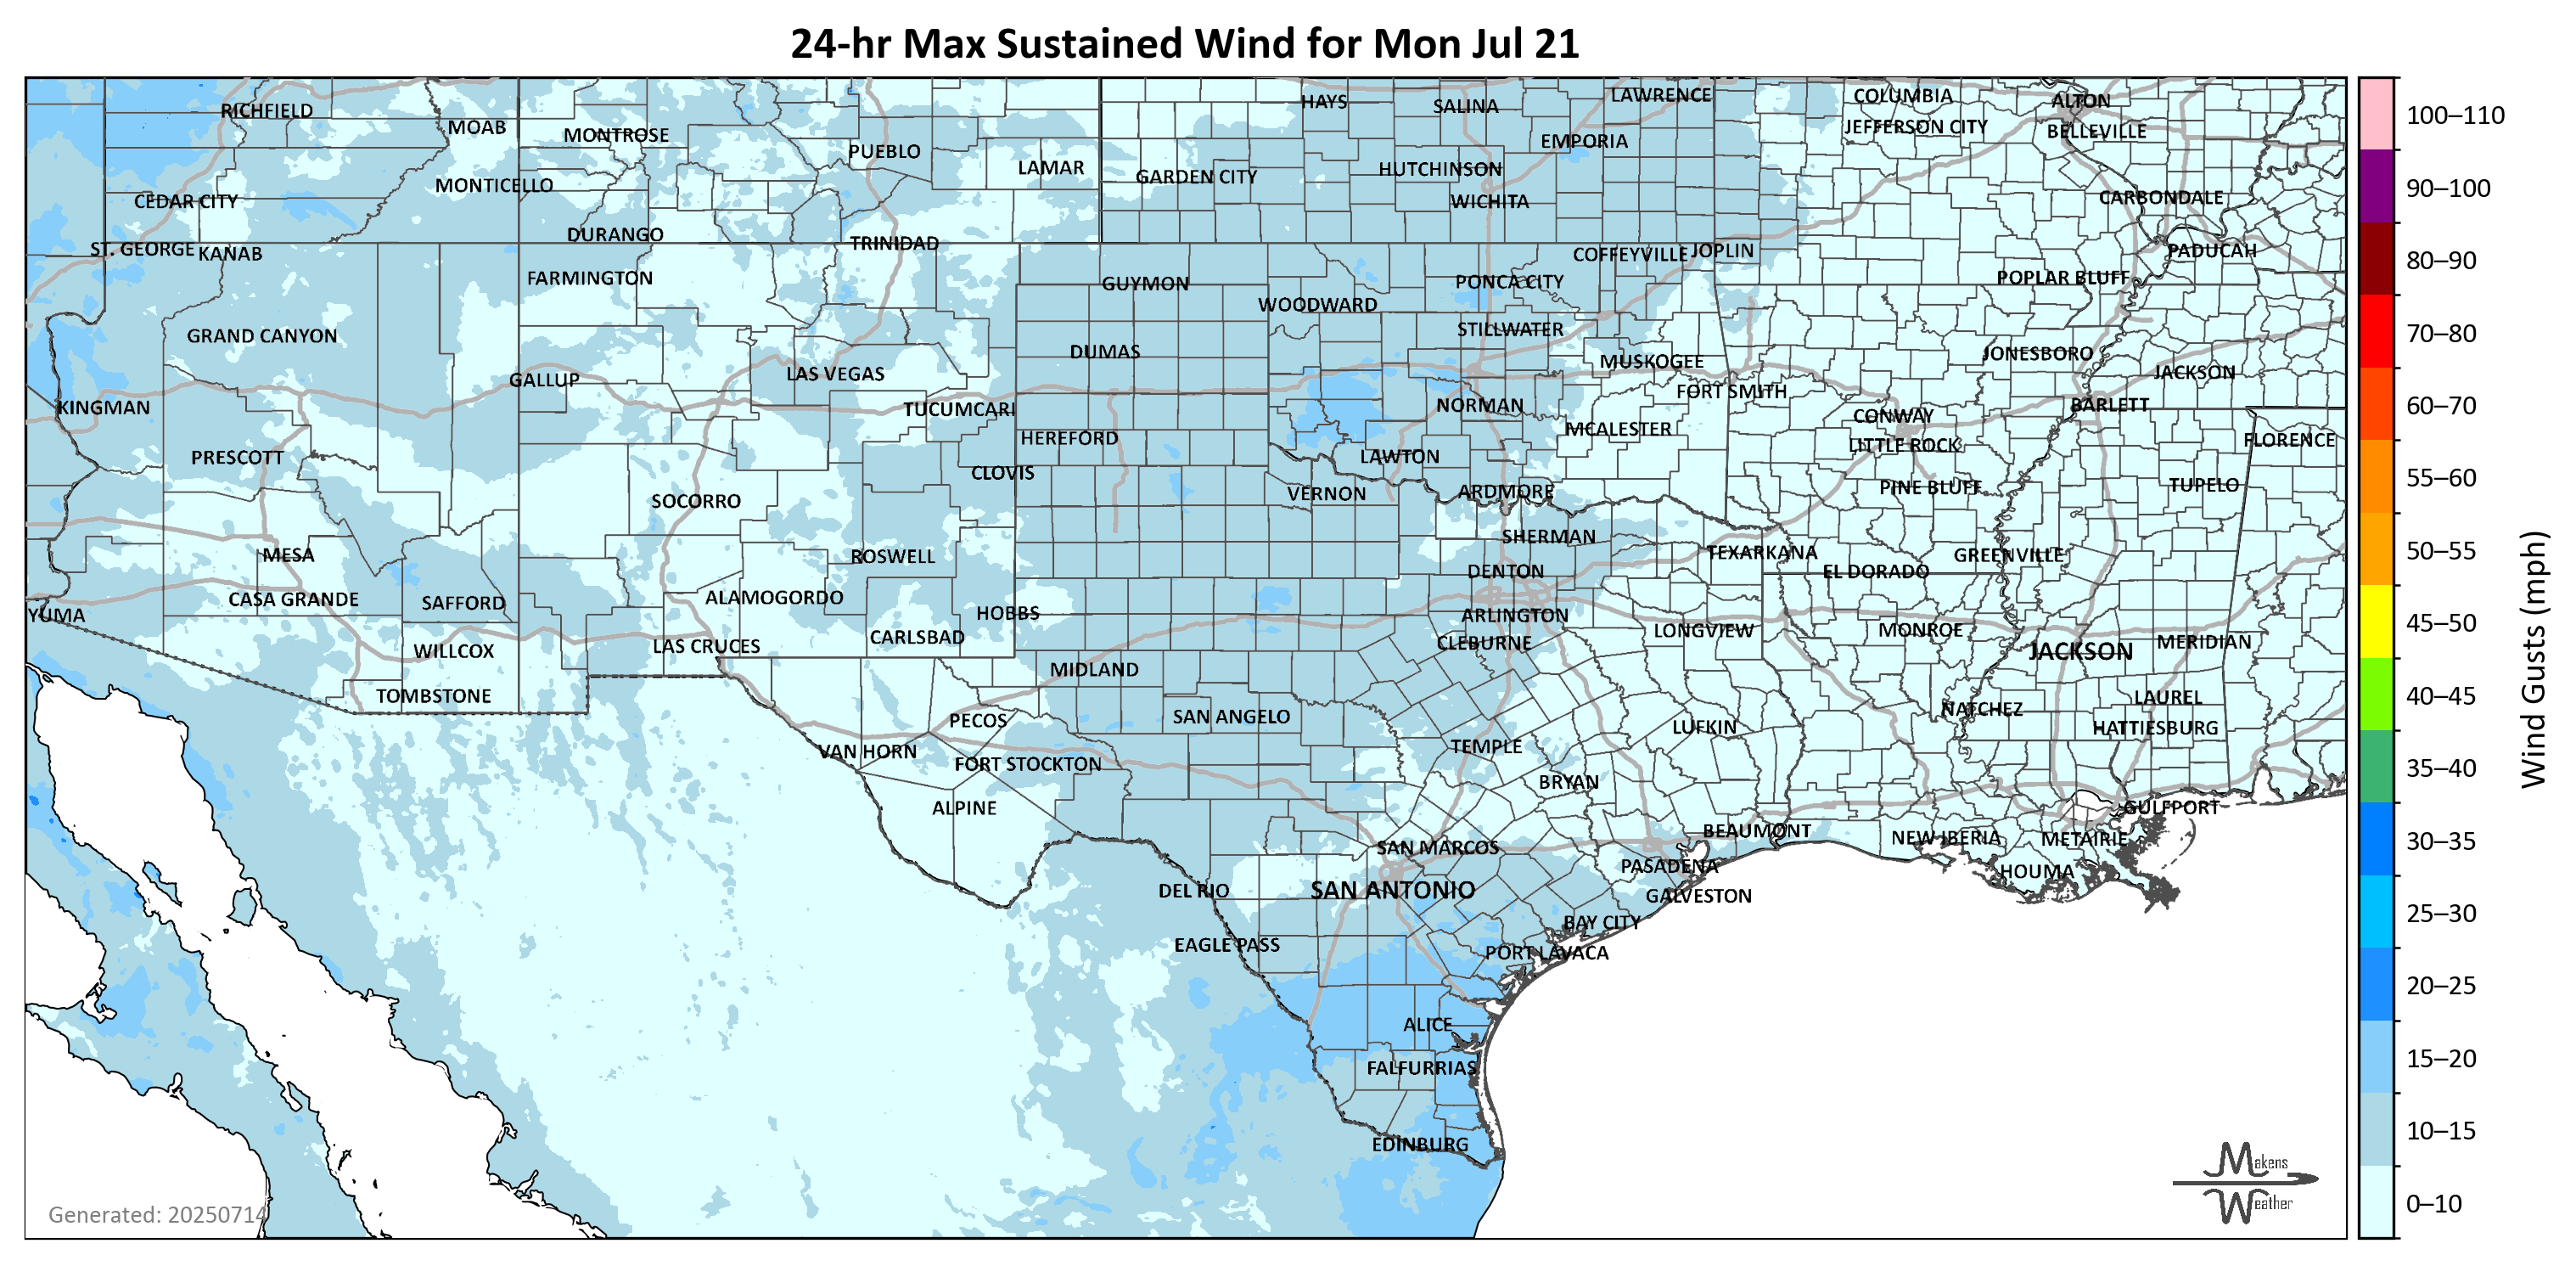 24-hr Max Sustained Wind for Mon Jul 21
RICHFIELD
MOAB
MONTROSE
PUEBLO
LAMAR
HAYS
SALINA
LAWRENCE
COLUMBIA
ALTON
JEFFERSON CITY
BELLEVILLE
EMPORIA
HUTCHINSON
GARDEN CITY
WICHITA
MONTICELLO
CEDAR CITY
CARBONDALE
DURANGO
TRINIDAD
ST. GEORGE
KANAB
COFFEYVILLE
JOPLIN
PADUCAH
FARMINGTON
GUYMON
PONCA CITY
POPLAR BLUFF
WOODWARD
GRAND CANYON
STILLWATER
DUMAS
MUSKOGEE
JONESBORO
GALLUP
LAS VEGAS
JACKSON
FORT SMITH
KINGMAN
TUCUMCARI
NORMAN
CONWAY
BARLETT
HEREFORD
MCALESTER
LITTLE ROCK
FLORENCE
PRESCOTT
CLOVIS
LAWTON
SOCORRO
VERNON
ARDMORE
PINE BLUFF
TUPELO
MESA
ROSWELL
SHERMAN
TEXARKANA
GREENVILLE
DENTON
EL DORADO
CASA GRANDE
SAFFORD
ALAMOGORDO
HOBBS
YUMA
ARLINGTON
CARLSBAD
CLEBURNE
LONGVIEW
MONROE
JACKSON
MERIDIAN
WILLCOX
LAS CRUCES
MIDLAND
TOMBSTONE
PECOS
SAN ANGELO
LUFKIN
NATCHEZ
LAUREL
HATTIESBURG
VAN HORN
FORT STOCKTON
TEMPLE
BRYAN
ALPINE
GULFPORT
BEAUMONT
NEW IBERIA
METAIRIE
SAN MARCOS
PASADENA
HOUMA
DEL RIO
SAN ANTONIO
GALVESTON
BAY CITY
EAGLE PASS
PORT LAVACA
ALICE
FALFURRIAS
EDINBURG
Generated: 20250714
Makens
Weather
100–110
90–100
80–90
70–80
60–70
55–60
50–55
45–50
40–45
35–40
30–35
25–30
20–25
15–20
10–15
0–10
Wind Gusts (mph)